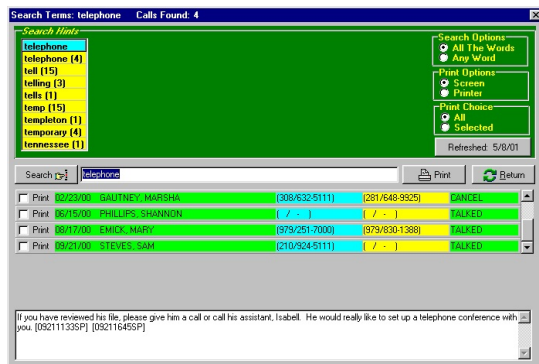 Search Terms: telephone Calls Found: 4
Search Hints
telephone
telephone (4)
tell (15)
telling (3)
tells (1)
temp (15)
templeton (1)
temporary (4)
tennessee (1)
Search Options
All The Words
Any Word
Print Options
Screen
Printer
Print Choice
All
Selected
Refreshed: 5/8/01
Search telephone Print Return
Print 02/23/00 GAUTNEY, MARSHA (308/632-5111) (281/648-9925) CANCEL
Print 06/15/00 PHILLIPS, SHANNON ( / - ) ( / - ) TALKED
Print 08/17/00 EMICK, MARY (979/251-7000) (979/830-1388) TALKED
Print 09/21/00 STEVES, SAM (210/924-5111) ( / - ) TALKED
If you have reviewed his file, please give him a call or call his assistant, Isabell. He would really like to set up a telephone conference with
you. [09211133SP] [09211645SP]